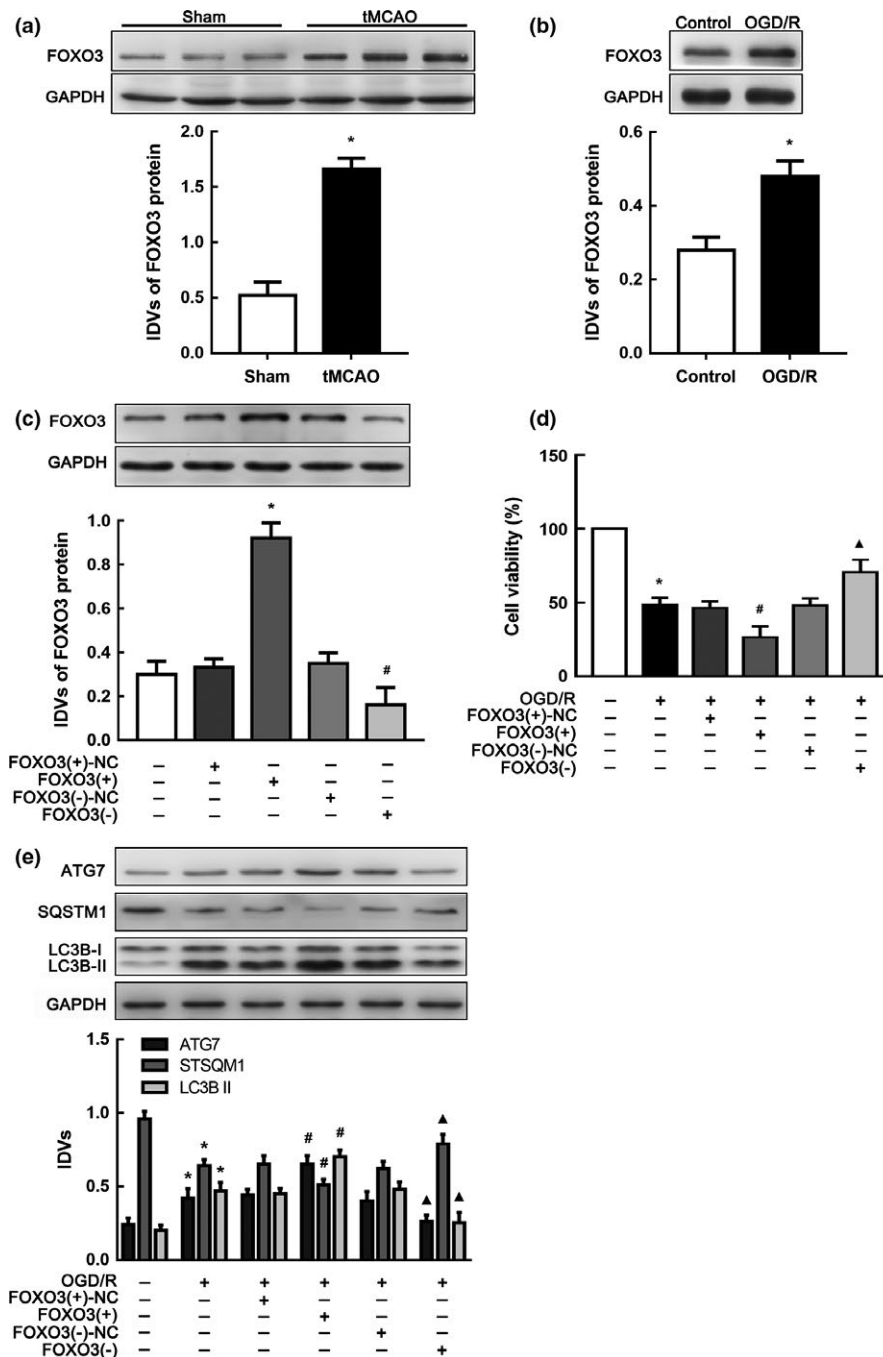 (a)
Sham tMCAO
FOXO3
GAPDH
2.0
1.5
1.0
0.5
0.0
IDVs of FOXO3 protein
*
Sham tMCAO
(b)
Control OGD/R
FOXO3
GAPDH
0.6
0.4
0.2
0.0
IDVs of FOXO3 protein
*
Control OGD/R
(c)
FOXO3
GAPDH
1.0
0.8
0.6
0.4
0.2
0.0
IDVs of FOXO3 protein
*
#
FOXO3(+)-NC – + – – –
FOXO3(+) – – + – –
FOXO3(-)-NC – – – + –
FOXO3(-) – – – – +
(d)
150
100
50
0
Cell viability (%)
*
#
▲
OGD/R – + + + + +
FOXO3(+)-NC – – + – – –
FOXO3(+) – – – + – –
FOXO3(-)-NC – – – – + –
FOXO3(-) – – – – – +
(e)
ATG7
SQSTM1
LC3B-I
LC3B-II
GAPDH
1.5
1.0
0.5
0.0
IDVs
ATG7
STSQM1
LC3B II
* * *
# # #
▲ ▲ ▲
OGD/R – + + + + +
FOXO3(+)-NC – – + – – –
FOXO3(+) – – – + – –
FOXO3(-)-NC – – – – + –
FOXO3(-) – – – – – +